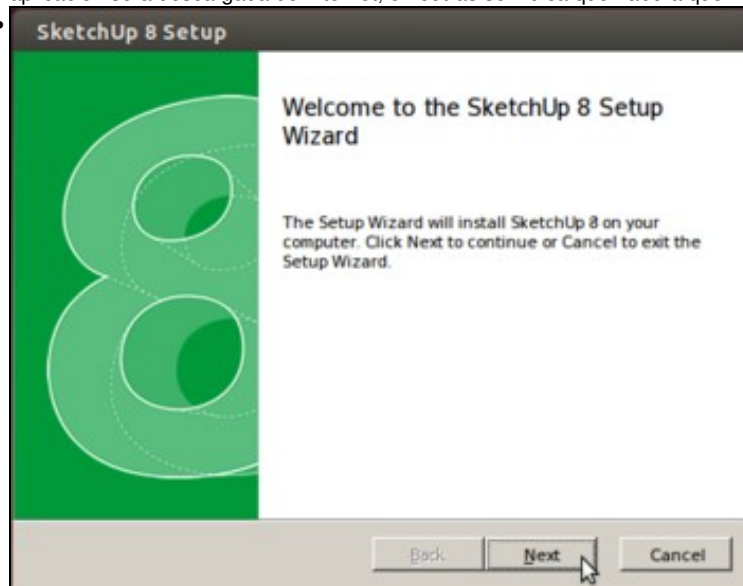 SketchUp 8 Setup
Welcome to the SketchUp 8 Setup
Wizard
The Setup Wizard will install SketchUp 8 on your
computer. Click Next to continue or Cancel to exit the
Setup Wizard.
Back Next Cancel